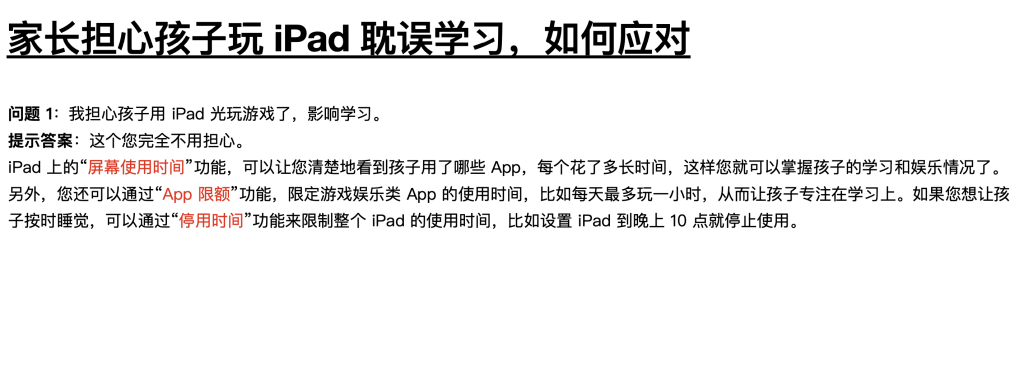 家长担心孩子玩 iPad 耽误学习，如何应对
问题 1：我担心孩子用 iPad 光玩游戏了，影响学习。
提示答案：这个您完全不用担心。
iPad 上的“屏幕使用时间”功能，可以让您清楚地看到孩子用了哪些 App，每个花了多长时间，这样您就可以掌握孩子的学习和娱乐情况了。
另外，您还可以通过“App 限额”功能，限定游戏娱乐类 App 的使用时间，比如每天最多玩一小时，从而让孩子专注在学习上。如果您想让孩
子按时睡觉，可以通过“停用时间”功能来限制整个 iPad 的使用时间，比如设置 iPad 到晚上 10 点就停止使用。